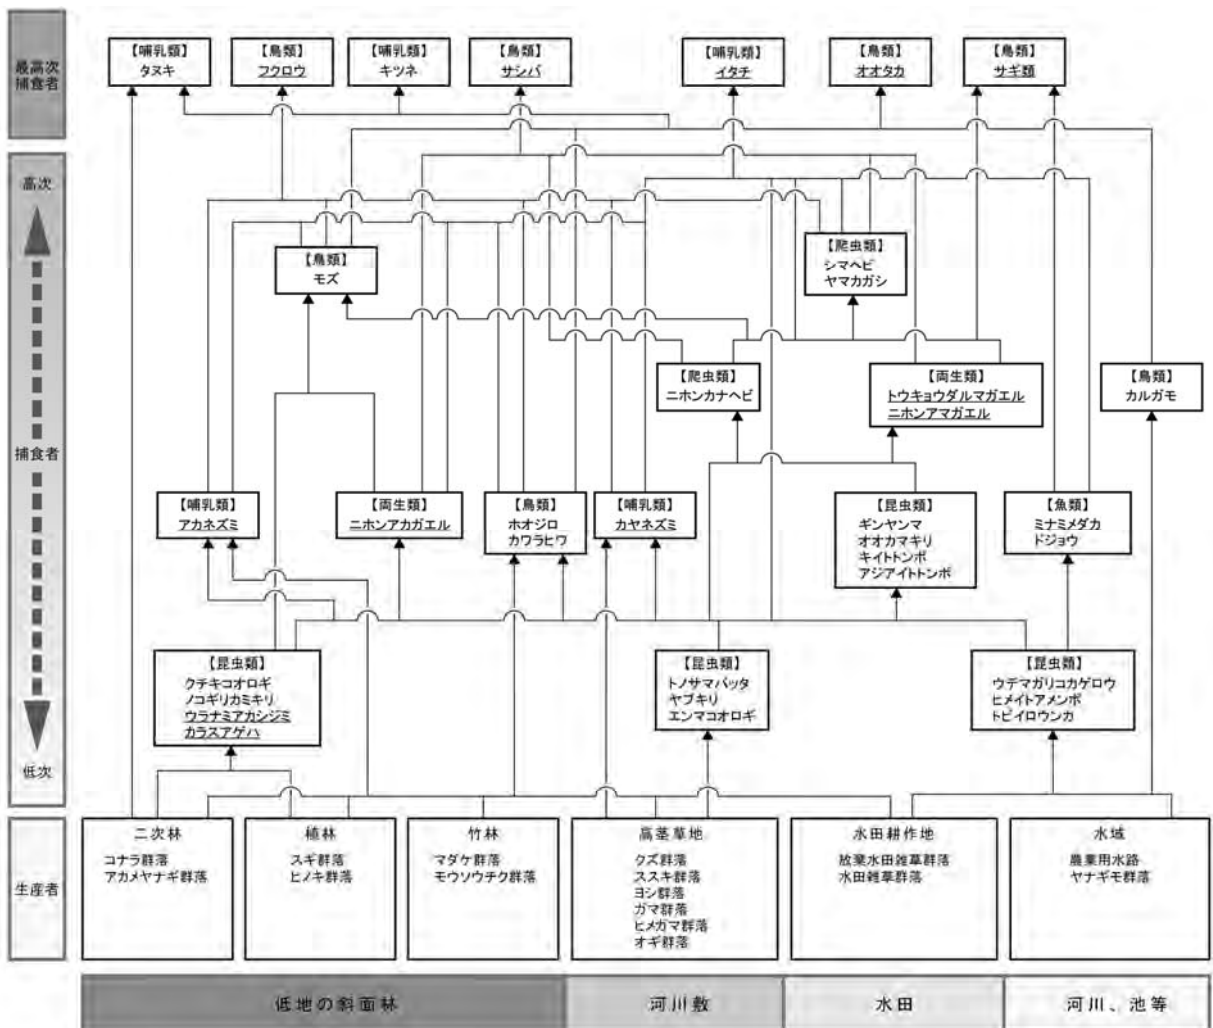 最高次
捕食者
【哺乳類】
タヌキ
【鳥類】
フクロウ
【哺乳類】
キツネ
【鳥類】
サシバ
【哺乳類】
イタチ
【鳥類】
オオタカ
【鳥類】
サギ類
高次
捕食者
低次
【鳥類】
モズ
【爬虫類】
シマヘビ
ヤマカガシ
【爬虫類】
ニホンカナヘビ
【両生類】
トウキョウダルマガエル
ニホンアマガエル
【鳥類】
カルガモ
【哺乳類】
アカネズミ
【両生類】
ニホンアカガエル
【鳥類】
ホオジロ
カワラヒワ
【哺乳類】
カヤネズミ
【昆虫類】
ギンヤンマ
オオカマキリ
キイトトンボ
アジアイトトンボ
【魚類】
ミナミメダカ
ドジョウ
【昆虫類】
クチキコオロギ
ノコギリカミキリ
ウラナミアカシジミ
カラスアゲハ
【昆虫類】
トノサマバッタ
ヤブキリ
エンマコオロギ
【昆虫類】
ウデマガリコカゲロウ
ヒメイトアメンボ
トビイロウンカ
生産者
二次林
コナラ群落
アカメヤナギ群落
植林
スギ群落
ヒノキ群落
竹林
マダケ群落
モウソウチク群落
高茎草地
クズ群落
ススキ群落
ヨシ群落
ガマ群落
ヒメガマ群落
オギ群落
水田耕作地
放棄水田雑草群落
水田雑草群落
水域
農業用水路
ヤナギモ群落
低地の斜面林
河川敷
水田
河川、池等